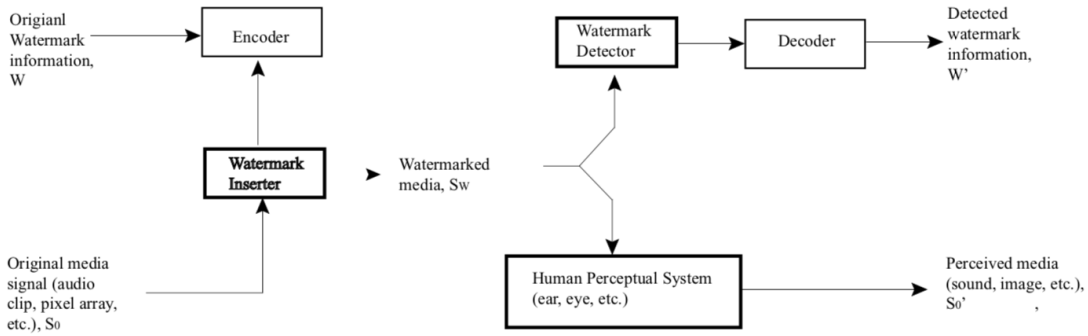 Origianl
Watermark
information,
W
Encoder
Watermark
Inserter
Original media
signal (audio
clip, pixel array,
etc.), S0
Watermarked
media, SW
Watermark
Detector
Decoder
Detected
watermark
information,
W’
Human Perceptual System
(ear, eye, etc.)
Perceived media
(sound, image, etc.),
S0’ ,